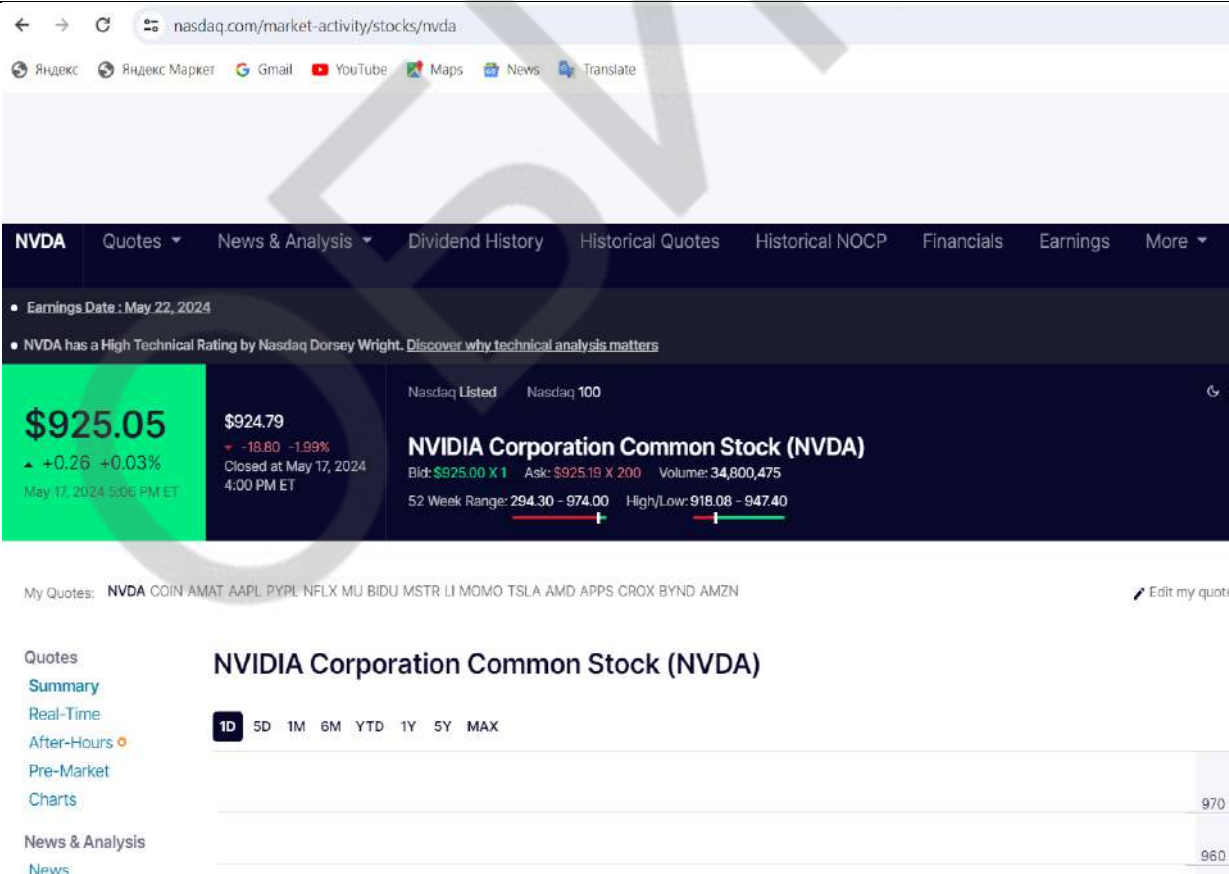 nasdaq.com/market-activity/stocks/nvda
Яндекс Яндекс Маркет Gmail YouTube Maps News Translate
NVDA Quotes News & Analysis Dividend History Historical Quotes Historical NOCP Financials Earnings More
Earnings Date : May 22, 2024
NVDA has a High Technical Rating by Nasdaq Dorsey Wright. Discover why technical analysis matters
Nasdaq Listed Nasdaq 100
$925.05
+0.26 +0.03%
May 17, 2024 5:06 PM ET
$924.79
-18.80 -1.99%
Closed at May 17, 2024
4:00 PM ET
NVIDIA Corporation Common Stock (NVDA)
Bid: $925.00 X 1 Ask: $925.19 X 200 Volume: 34,800,475
52 Week Range: 294.30 - 974.00 High/Low: 918.08 - 947.40
My Quotes: NVDA COIN AMAT AAPL PYPL NFLX MU BIDU MSTR LI MOMO TSLA AMD APPS CROX BYND AMZN
Edit my quote
Quotes
Summary
Real-Time
After-Hours
Pre-Market
Charts
News & Analysis
News
NVIDIA Corporation Common Stock (NVDA)
1D 5D 1M 6M YTD 1Y 5Y MAX
970
960